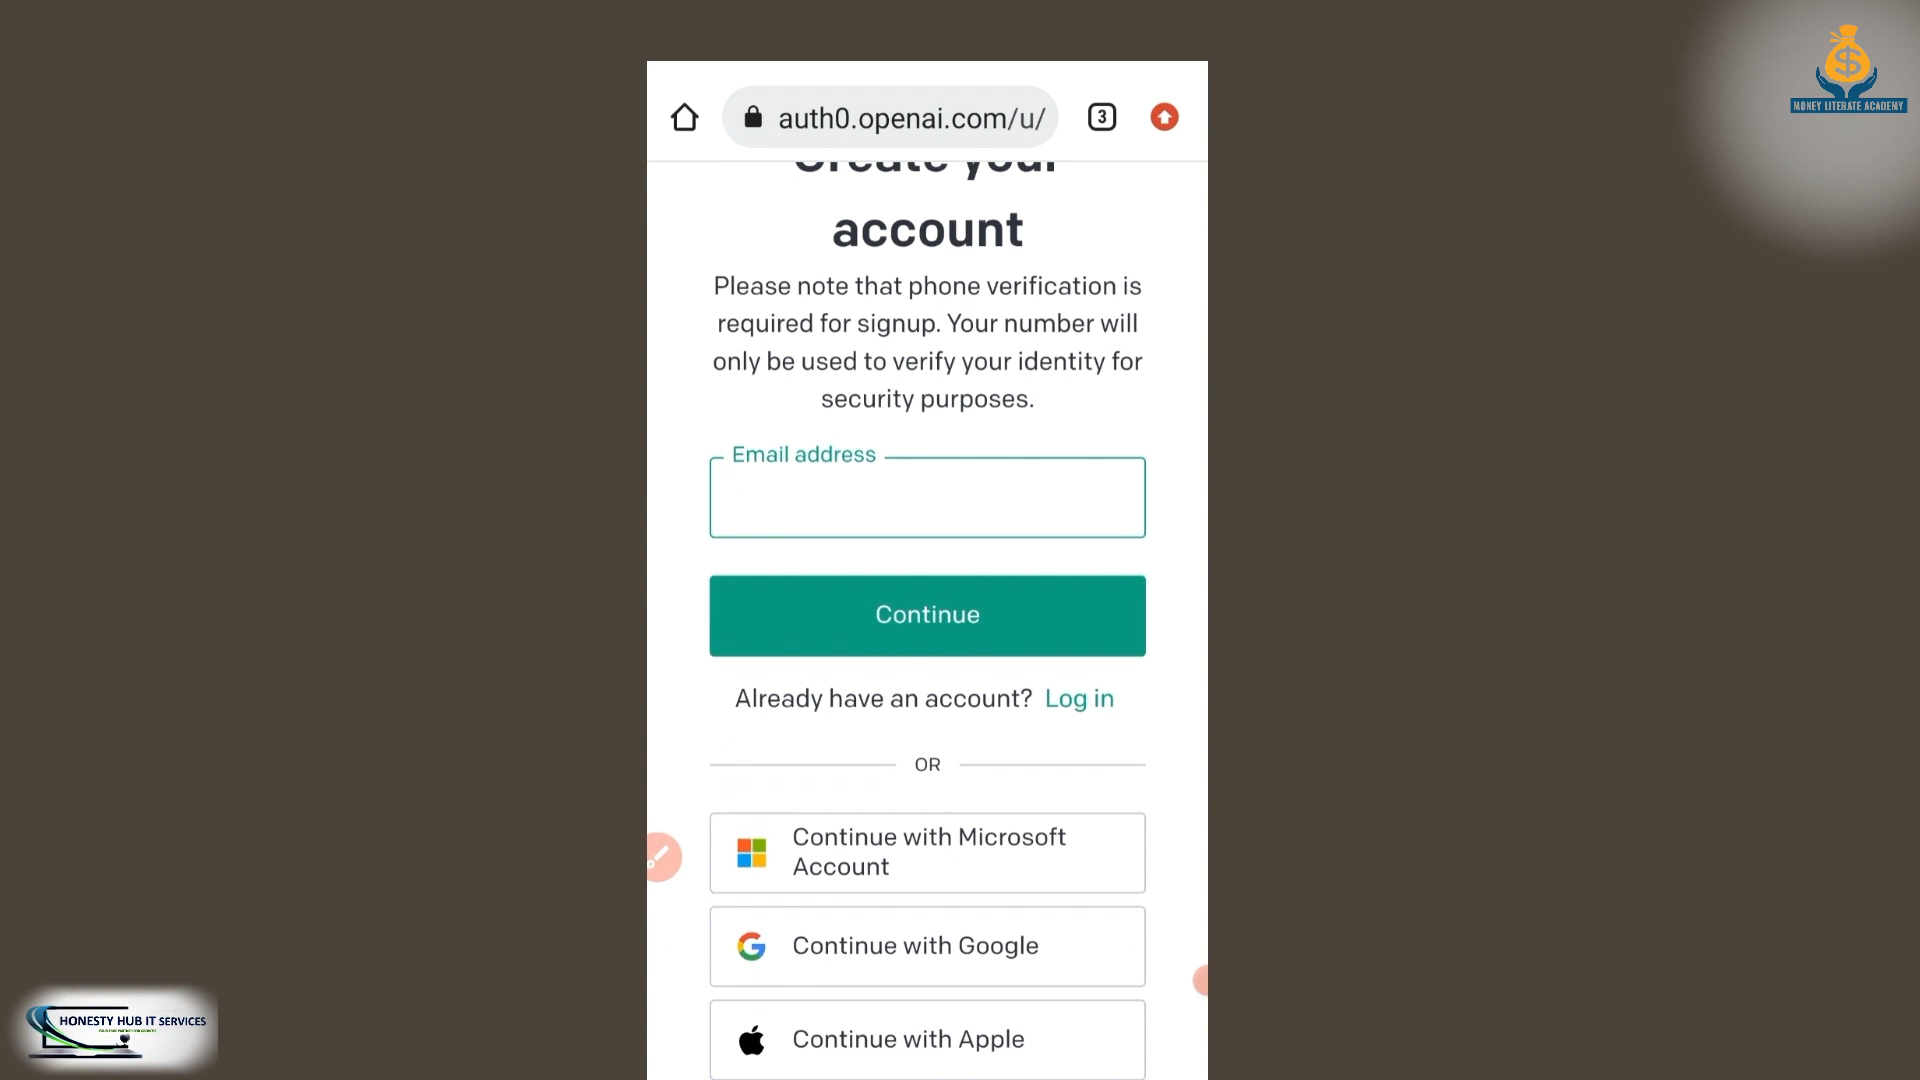 auth0.openai.com/u/
3
MONEY LITERATE ACADEMY
Create your
account
Please note that phone verification is
required for signup. Your number will
only be used to verify your identity for
security purposes.
Email address
Continue
Already have an account? Log in
OR
Continue with Microsoft
Account
Continue with Google
Continue with Apple
HONESTY HUB IT SERVICES